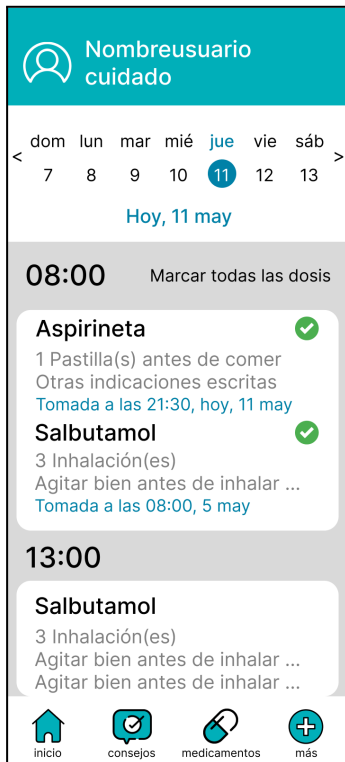 Nombreusuario
cuidado
dom lun mar mié jue vie sáb
< 7 8 9 10 11 12 13 >
Hoy, 11 may
08:00 Marcar todas las dosis
Aspirineta
1 Pastilla(s) antes de comer
Otras indicaciones escritas
Tomada a las 21:30, hoy, 11 may
Salbutamol
3 Inhalación(es)
Agitar bien antes de inhalar ...
Tomada a las 08:00, 5 may
13:00
Salbutamol
3 Inhalación(es)
Agitar bien antes de inhalar ...
Agitar bien antes de inhalar ...
inicio consejos medicamentos más